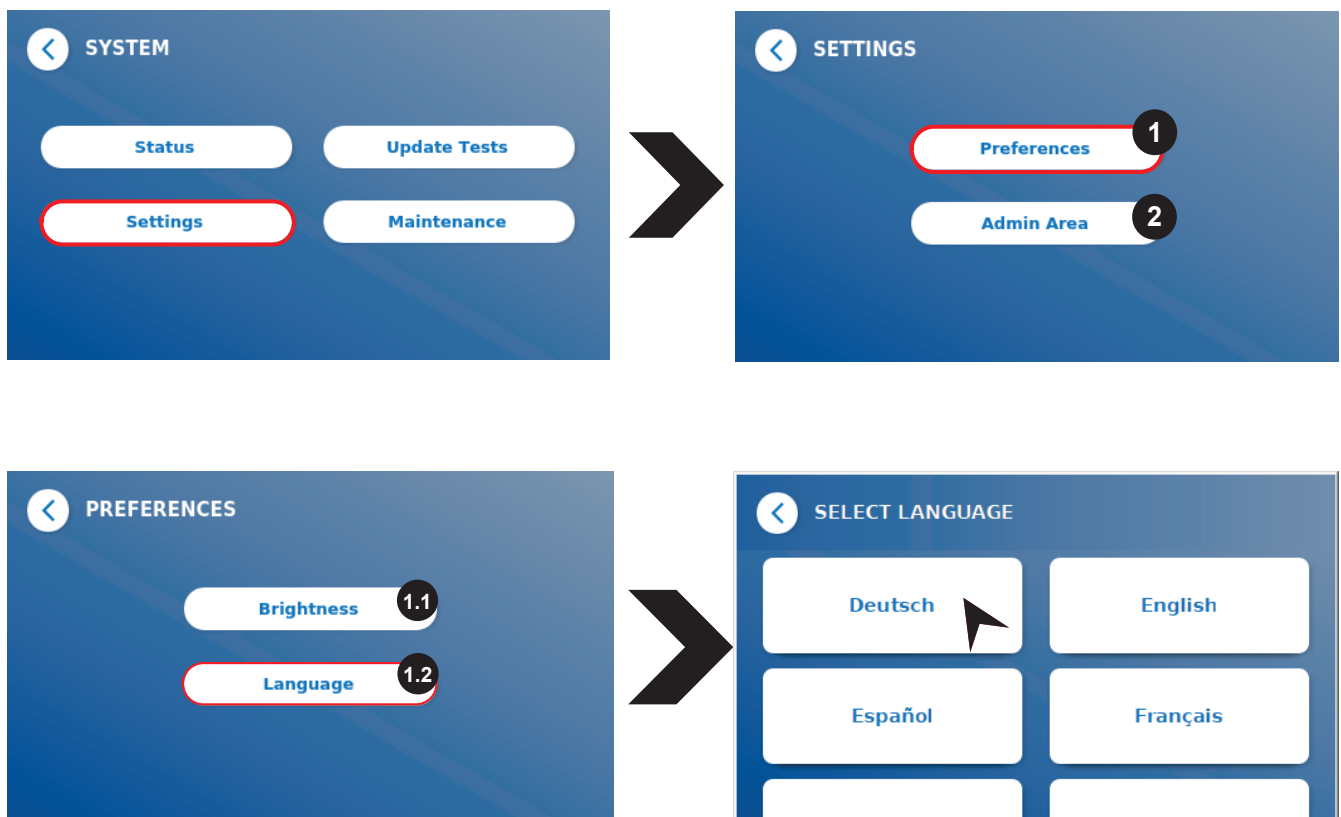 SYSTEM
Status
Update Tests
Settings
Maintenance
SETTINGS
Preferences
1
Admin Area
2
PREFERENCES
Brightness
1.1
Language
1.2
SELECT LANGUAGE
Deutsch
English
Español
Français